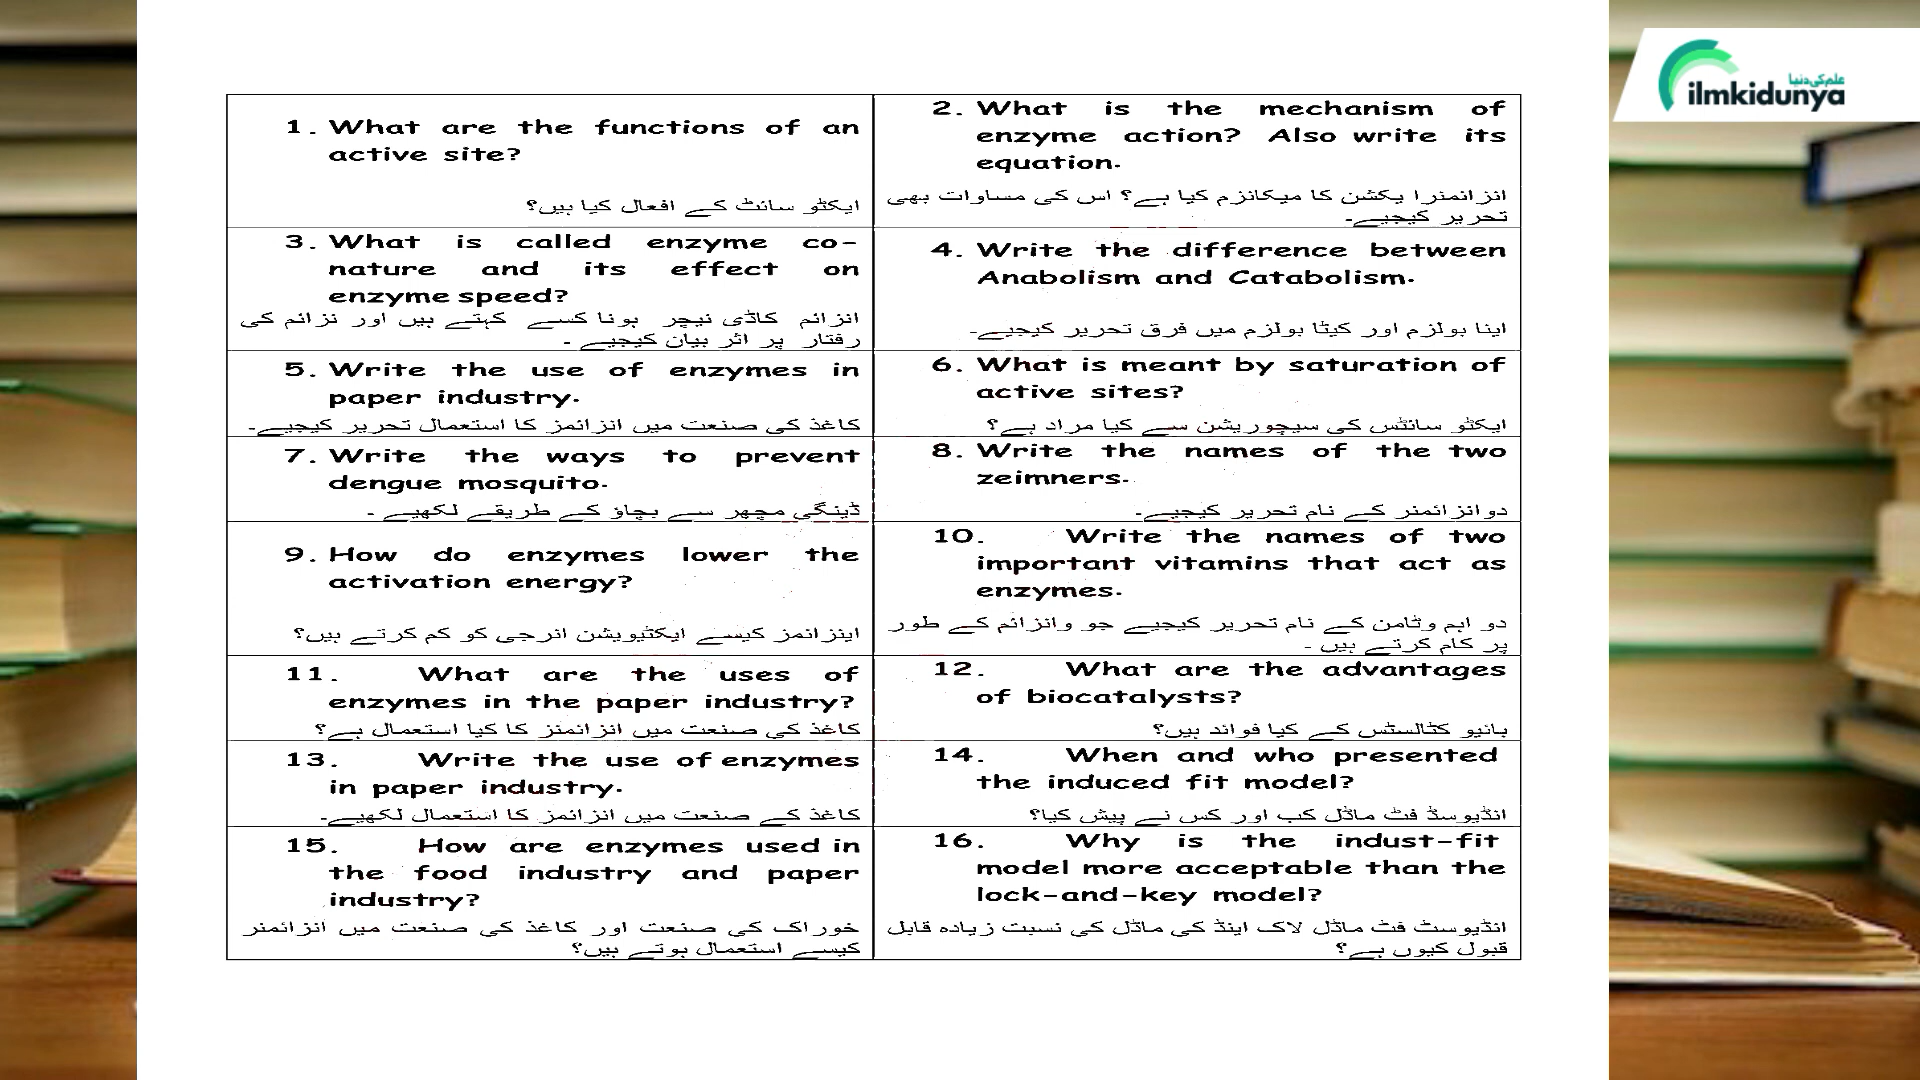 علم کی دنیا
ilmkidunya
1. What are the functions of an
active site?
ایکٹو سائٹ کے افعال کیا ہیں؟
2. What is the mechanism of
enzyme action? Also write its
equation.
انزائمنرا یکشن کا میکانزم کیا ہے؟ اس کی مساوات بھی
تحریر کیجیے۔
3. What is called enzyme co-
nature and its effect on
enzyme speed?
انزائم کاڈی نیچر ہونا کسے کہتے ہیں اور نزائم کی
رفتار پر اثر بیان کیجیے ۔
4. Write the difference between
Anabolism and Catabolism.
اینا بولزم اور کیٹا بولزم میں فرق تحریر کیجیے۔
5. Write the use of enzymes in
paper industry.
کاغذ کی صنعت میں انزائمز کا استعمال تحریر کیجیے۔
6. What is meant by saturation of
active sites?
ایکٹو سائٹس کی سیچوریشن سے کیا مراد ہے؟
7. Write the ways to prevent
dengue mosquito.
ڈینگی مچھر سے بچاؤ کے طریقے لکھیے ۔
8. Write the names of the two
zeimners.
دوانزائمنر کے نام تحریر کیجیے۔
9. How do enzymes lower the
activation energy?
اینزائمز کیسے ایکٹیویشن انرجی کو کم کرتے ہیں؟
10. Write the names of two
important vitamins that act as
enzymes.
دو اہم وٹامن کے نام تحریر کیجیے جو وانزائم کے طور
پر کام کرتے ہیں ۔
11. What are the uses of
enzymes in the paper industry?
کاغذ کی صنعت میں انزائمنز کا کیا استعمال ہے؟
12. What are the advantages
of biocatalysts?
بائیو کٹالسٹس کے کیا فوائد ہیں؟
13. Write the use of enzymes
in paper industry.
کاغذ کے صنعت میں انزائمز کا استعمال لکھیے۔
14. When and who presented
the induced fit model?
انڈیوسڈ فٹ ماڈل کب اور کس نے پیش کیا؟
15. How are enzymes used in
the food industry and paper
industry?
خوراک کی صنعت اور کاغذ کی صنعت میں انزائمنر
کیسے استعمال ہوتے ہیں؟
16. Why is the indust-fit
model more acceptable than the
lock-and-key model?
انڈیوسٹ فٹ ماڈل لاک اینڈ کی ماڈل کی نسبت زیادہ قابل
قبول کیوں ہے؟